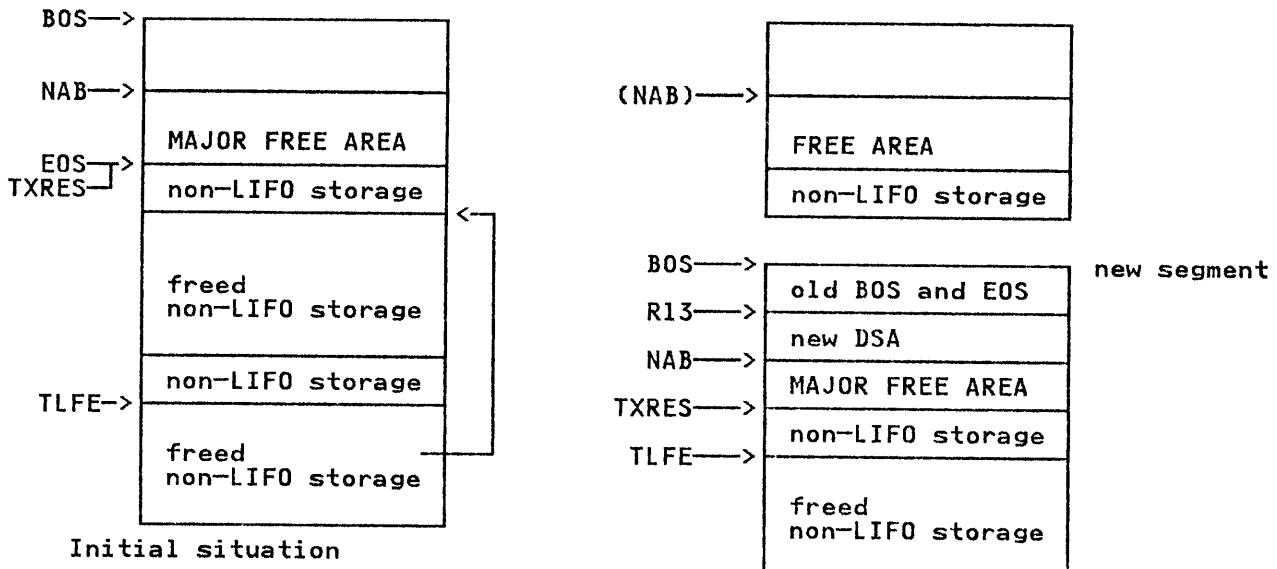 BOS
NAB
MAJOR FREE AREA
EOS
TXRES
non-LIFO storage
freed
non-LIFO storage
non-LIFO storage
TLFE
freed
non-LIFO storage
Initial situation
(NAB)
FREE AREA
non-LIFO storage
BOS
new segment
old BOS and EOS
R13
new DSA
NAB
MAJOR FREE AREA
TXRES
non-LIFO storage
TLFE
freed
non-LIFO storage